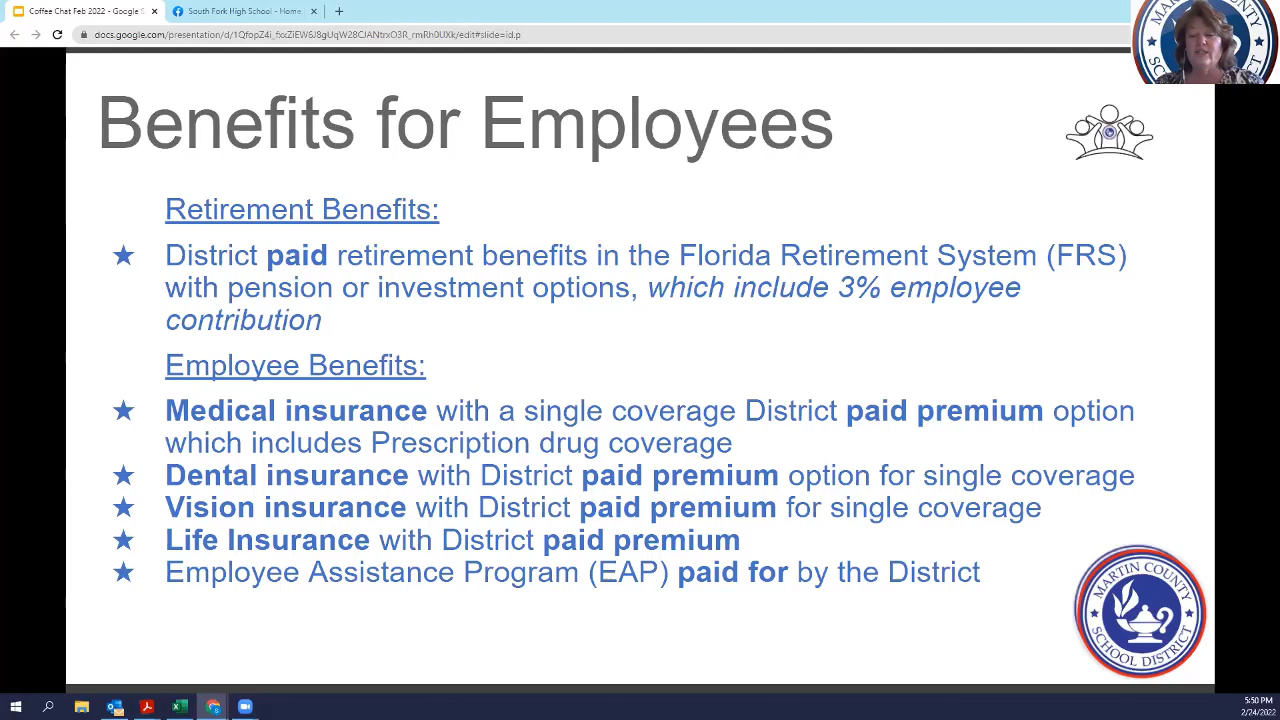 Coffee Chat Feb 2022 - Google S
South Fork High School - Home
docs.google.com/presentation/d/
edit#slide=id.p
Benefits for Employees
Retirement Benefits:
★ District paid retirement benefits in the Florida Retirement System (FRS)
with pension or investment options, which include 3% employee
contribution
Employee Benefits:
★ Medical insurance with a single coverage District paid premium option
which includes Prescription drug coverage
★ Dental insurance with District paid premium option for single coverage
★ Vision insurance with District paid premium for single coverage
★ Life Insurance with District paid premium
★ Employee Assistance Program (EAP) paid for by the District
MARTIN COUNTY
SCHOOL DISTRICT
5:50 PM
2/24/2022